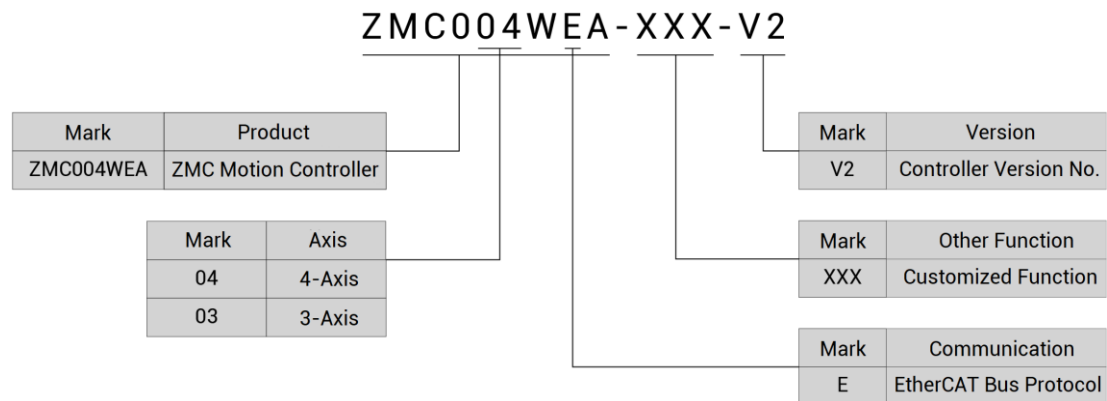 ZMC004WEA-XXX-V2
Mark Product
ZMC004WEA ZMC Motion Controller
Mark Axis
04 4-Axis
03 3-Axis
Mark Version
V2 Controller Version No.
Mark Other Function
XXX Customized Function
Mark Communication
E EtherCAT Bus Protocol